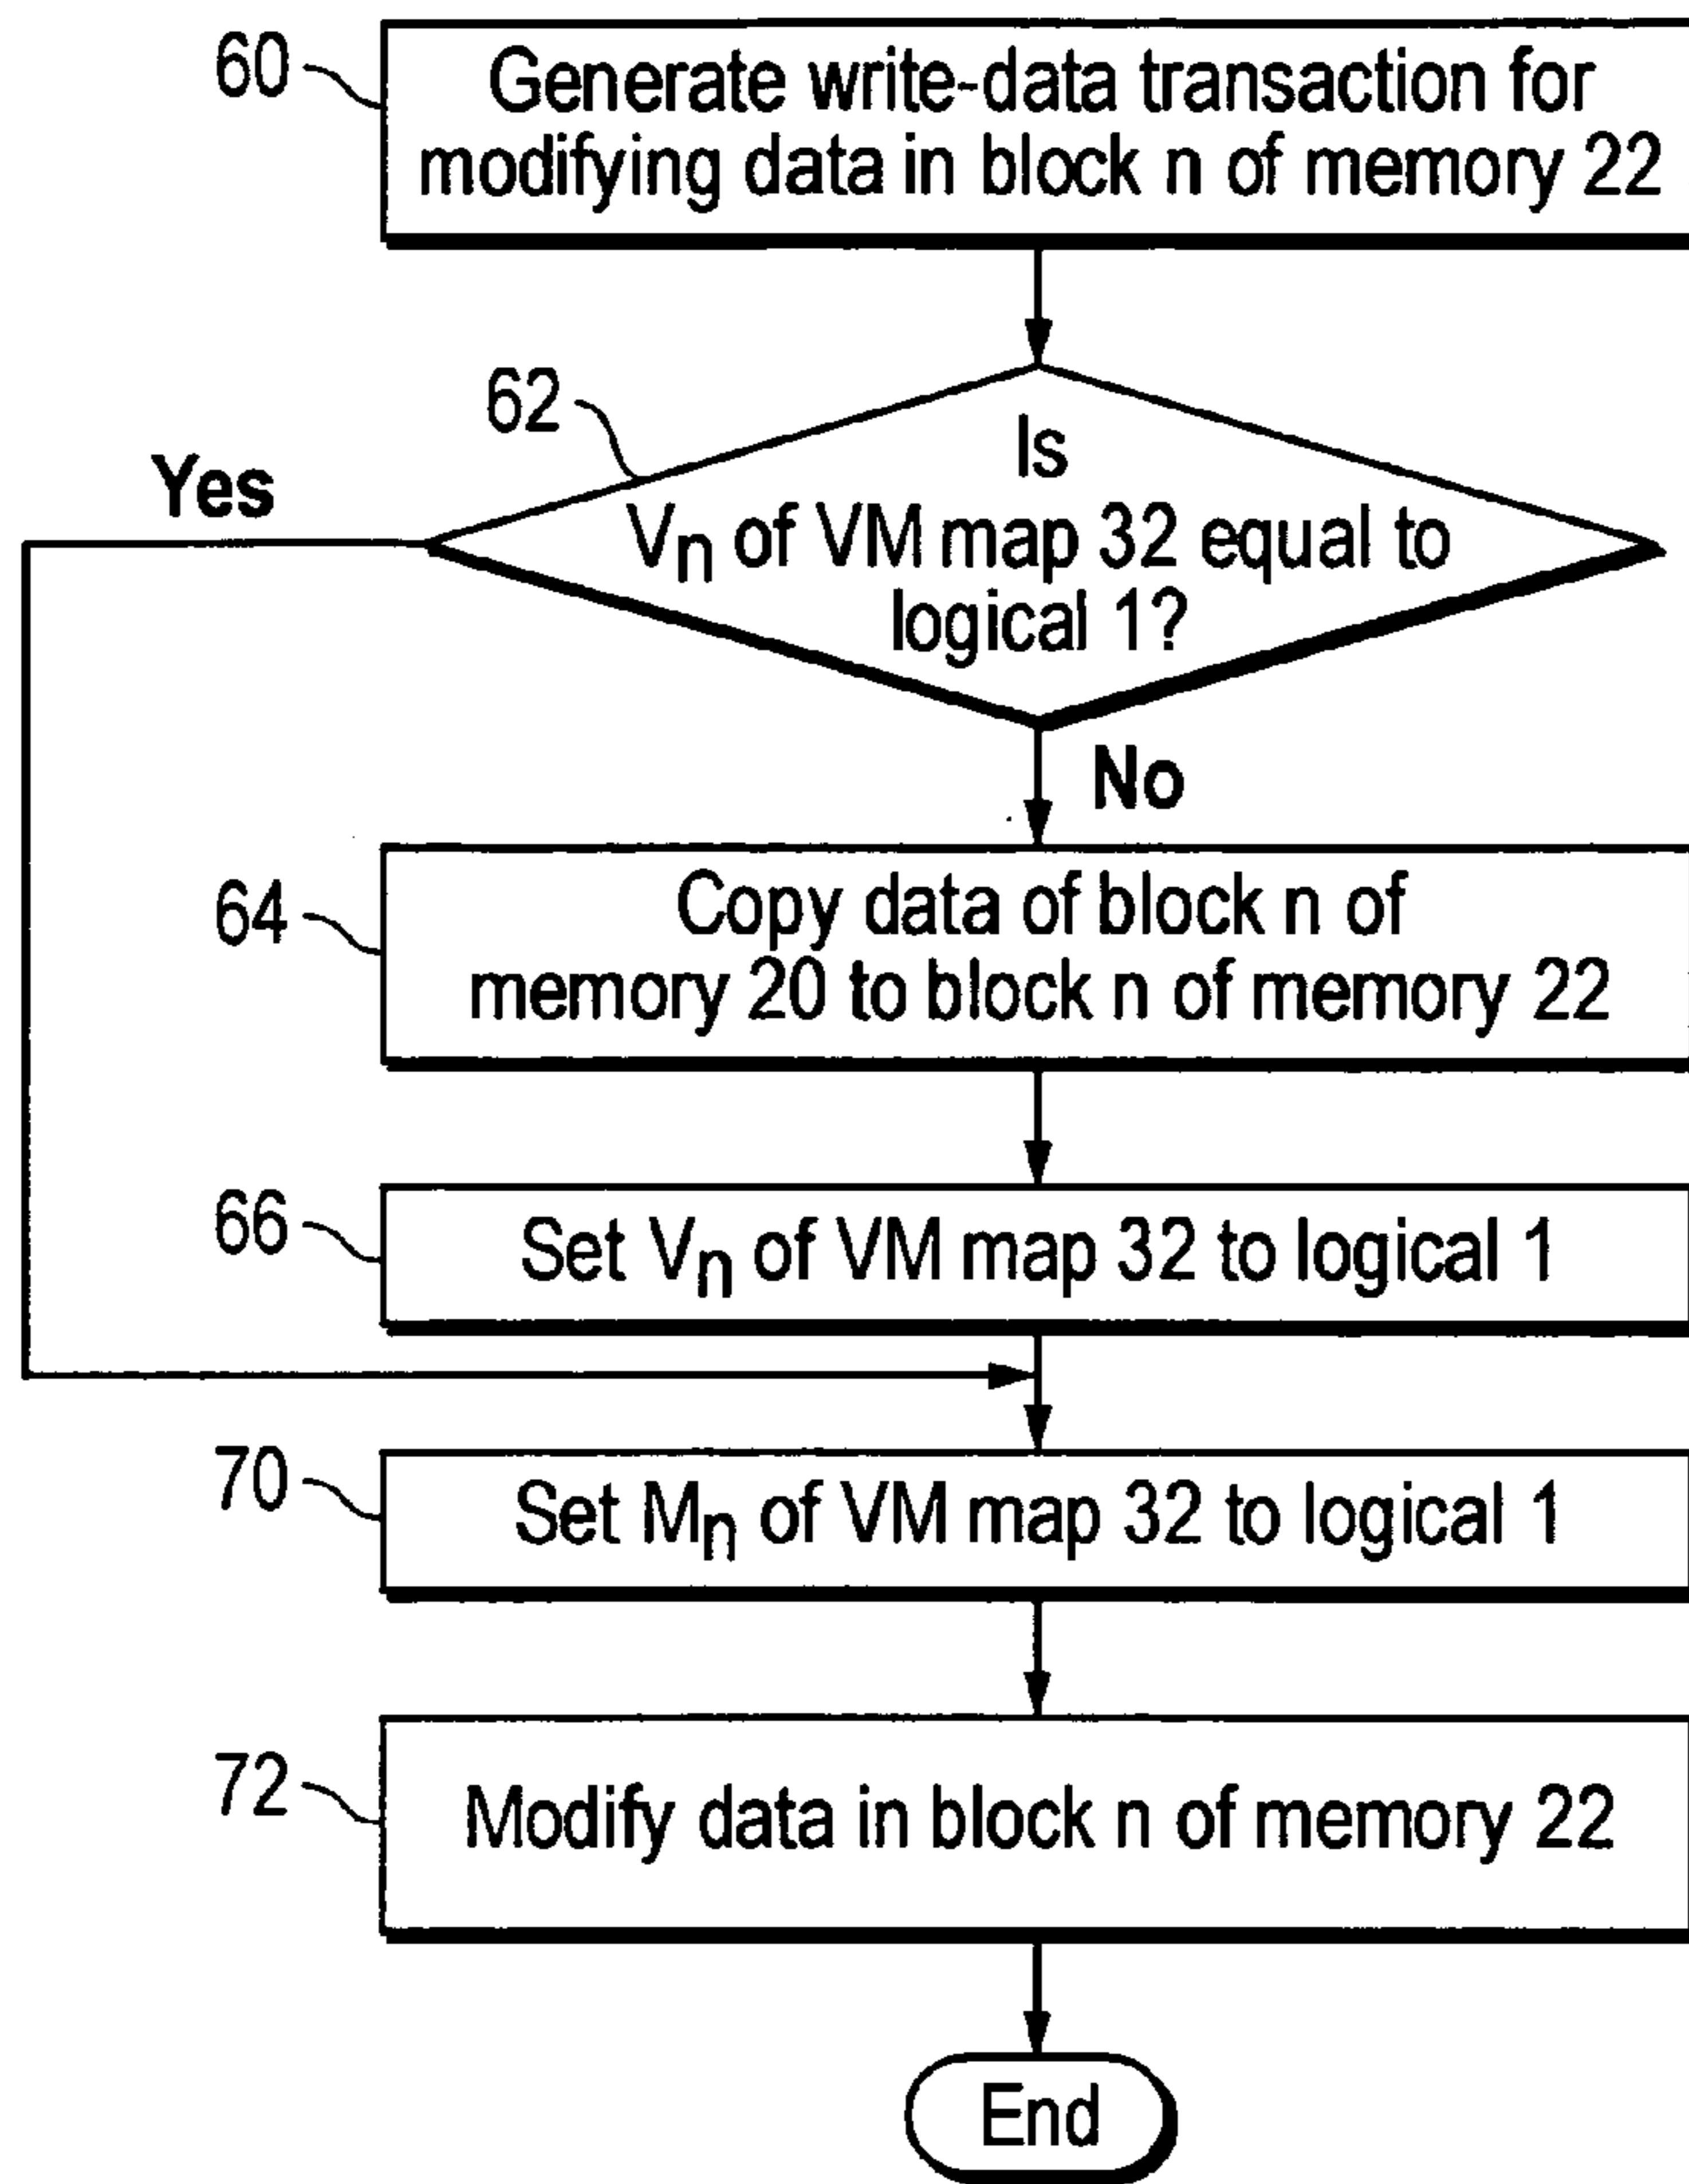 60
Generate write-data transaction for
modifying data in block n of memory 22
62
Is
Yes
Vn of VM map 32 equal to
logical 1?
No
64
Copy data of block n of
memory 20 to block n of memory 22
66
Set Vn of VM map 32 to logical 1
70
Set Mn of VM map 32 to logical 1
72
Modify data in block n of memory 22
End